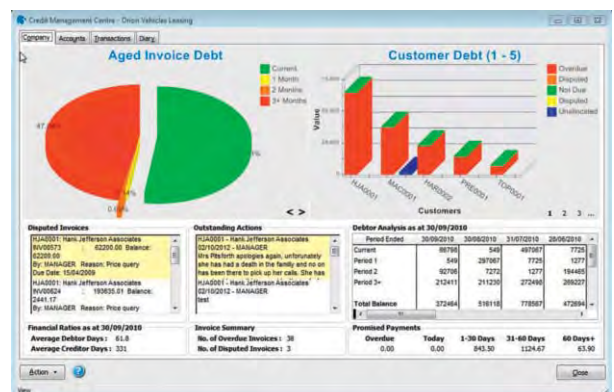 Credit Management Centre - Orion Vehicles Leasing
Company Accounts Transactions Diary
Aged Invoice Debt
Current
1 Month
2 Months
3+ Months
< >
Customer Debt (1 - 5)
Overdue
Disputed
Not Due
Disputed
Unallocated
Value
HJA0001 MAC0001 HAR0002 PRE0001 TOP0001
Customers
1 2 3 ...
Disputed Invoices
HJA0001: Hank Jefferson Associates
INV00573 : 62200.00 Balance:
62200.00
By: MANAGER Reason: Price query
Due Date: 15/04/2009
HJA0001: Hank Jefferson Associates
INV00624 : 193635.01 Balance:
2441.17
By: MANAGER Reason: Price query
Outstanding Actions
HJA0001 - Hank Jefferson Associates
02/10/2012 - MANAGER
Mrs Pitsforth apologies again, unfortunately
she has had a death in the family and no on
has been there to pick up her calls. She has
HJA0001 - Hank Jefferson Associates
02/10/2012 - MANAGER
test
Debtor Analysis as at 30/09/2010
Period Ended 30/09/2010 30/08/2010 31/07/2010 28/06/2010
Current 66766 549 497067 7725
Period 1 549 297067 7725 1277
Period 2 92706 7272 1277 194465
Period 3+ 212411 211230 272498 269227
Total Balance 372464 516118 778567 472694
Financial Ratios as at 30/09/2010
Average Debtor Days: 61.8
Average Creditor Days: 331
Invoice Summary
No. of Overdue Invoices: 38
No. of Disputed Invoices: 3
Promised Payments
Overdue Today 1-30 Days 31-60 Days 60 Days+
0.00 0.00 843.50 1124.67 63.90
Action
Close
View